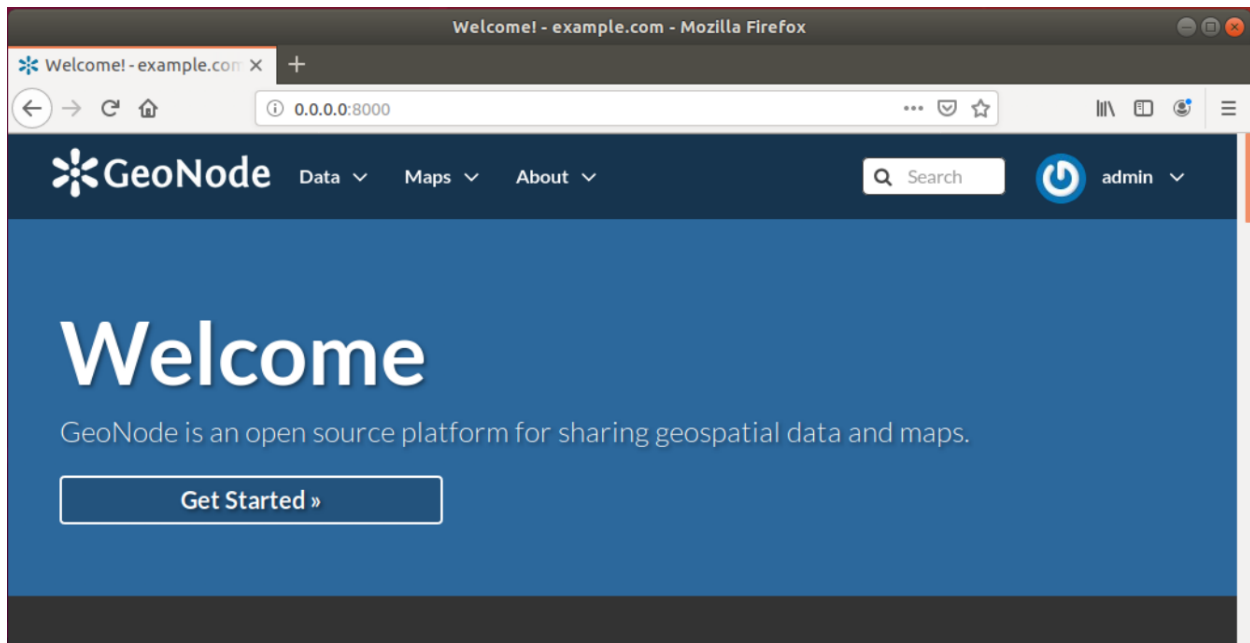 Welcome! - example.com - Mozilla Firefox
Welcome! - example.com
0.0.0.0:8000
GeoNode Data Maps About Search admin
Welcome
GeoNode is an open source platform for sharing geospatial data and maps.
Get Started »